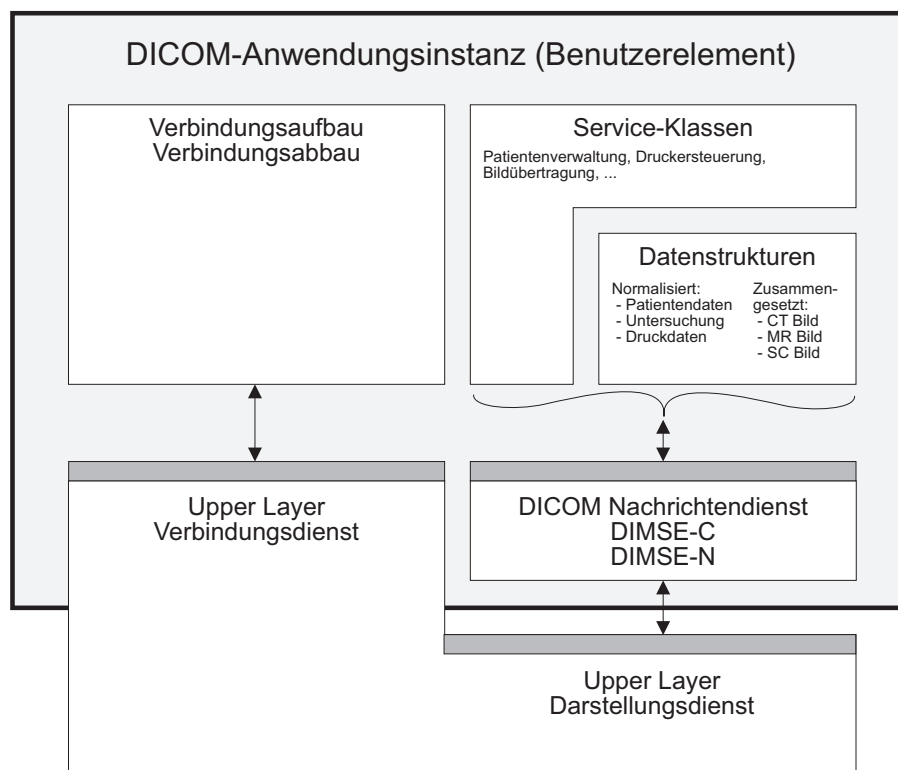 DICOM-Anwendungsinstanz (Benutzerelement)
Verbindungsaufbau
Verbindungsabbau
Service-Klassen
Patientenverwaltung, Druckersteuerung,
Bildübertragung, ...
Datenstrukturen
Normalisiert:
- Patientendaten
- Untersuchung
- Druckdaten
Zusammen-
gesetzt:
- CT Bild
- MR Bild
- SC Bild
Upper Layer
Verbindungsdienst
DICOM Nachrichtendienst
DIMSE-C
DIMSE-N
Upper Layer
Darstellungsdienst